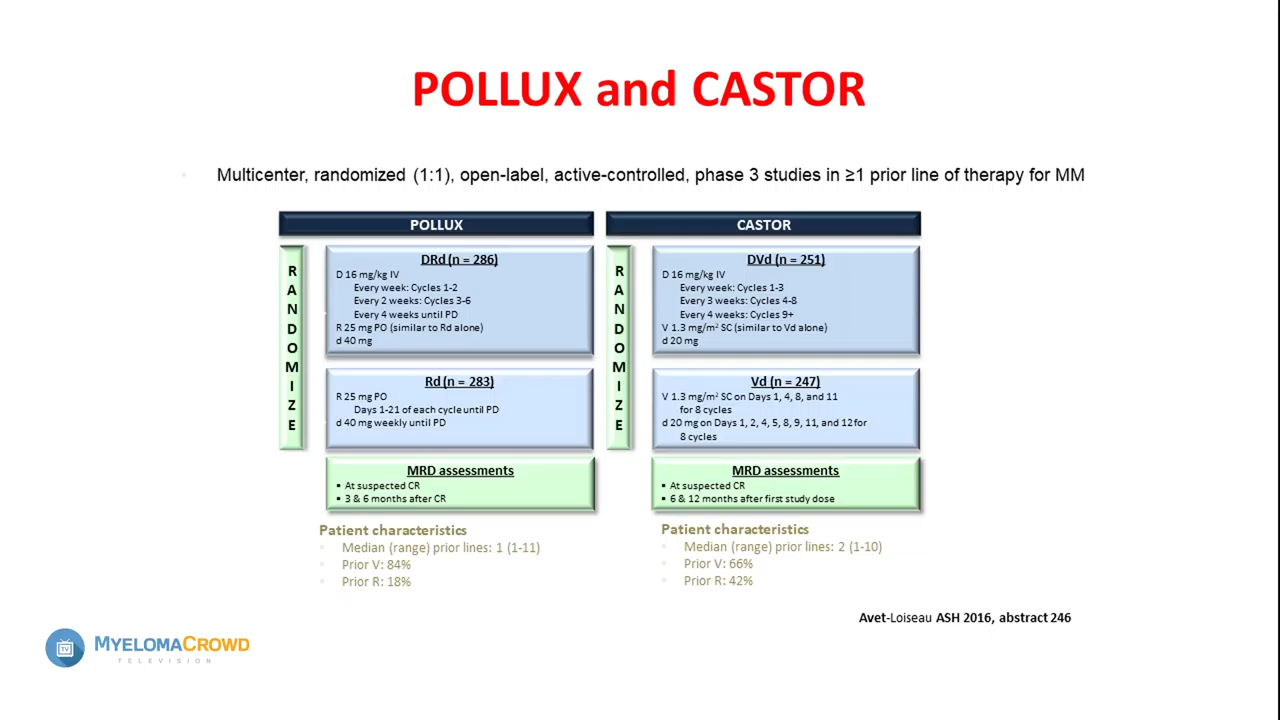 POLLUX and CASTOR
Multicenter, randomized (1:1), open-label, active-controlled, phase 3 studies in ≥1 prior line of therapy for MM
POLLUX
RANDOMIZE
DRd (n = 286)
D 16 mg/kg IV
Every week: Cycles 1-2
Every 2 weeks: Cycles 3-6
Every 4 weeks until PD
R 25 mg PO (similar to Rd alone)
d 40 mg
Rd (n = 283)
R 25 mg PO
Days 1-21 of each cycle until PD
d 40 mg weekly until PD
MRD assessments
▪ At suspected CR
▪ 3 & 6 months after CR
Patient characteristics
• Median (range) prior lines: 1 (1-11)
• Prior V: 84%
• Prior R: 18%
CASTOR
RANDOMIZE
DVd (n = 251)
D 16 mg/kg IV
Every week: Cycles 1-3
Every 3 weeks: Cycles 4-8
Every 4 weeks: Cycles 9+
V 1.3 mg/m² SC (similar to Vd alone)
d 20 mg
Vd (n = 247)
V 1.3 mg/m² SC on Days 1, 4, 8, and 11
for 8 cycles
d 20 mg on Days 1, 2, 4, 5, 8, 9, 11, and 12 for
8 cycles
MRD assessments
▪ At suspected CR
▪ 6 & 12 months after first study dose
Patient characteristics
• Median (range) prior lines: 2 (1-10)
• Prior V: 66%
• Prior R: 42%
Avet-Loiseau ASH 2016, abstract 246
TV
MYELOMACROWD
TELEVISION